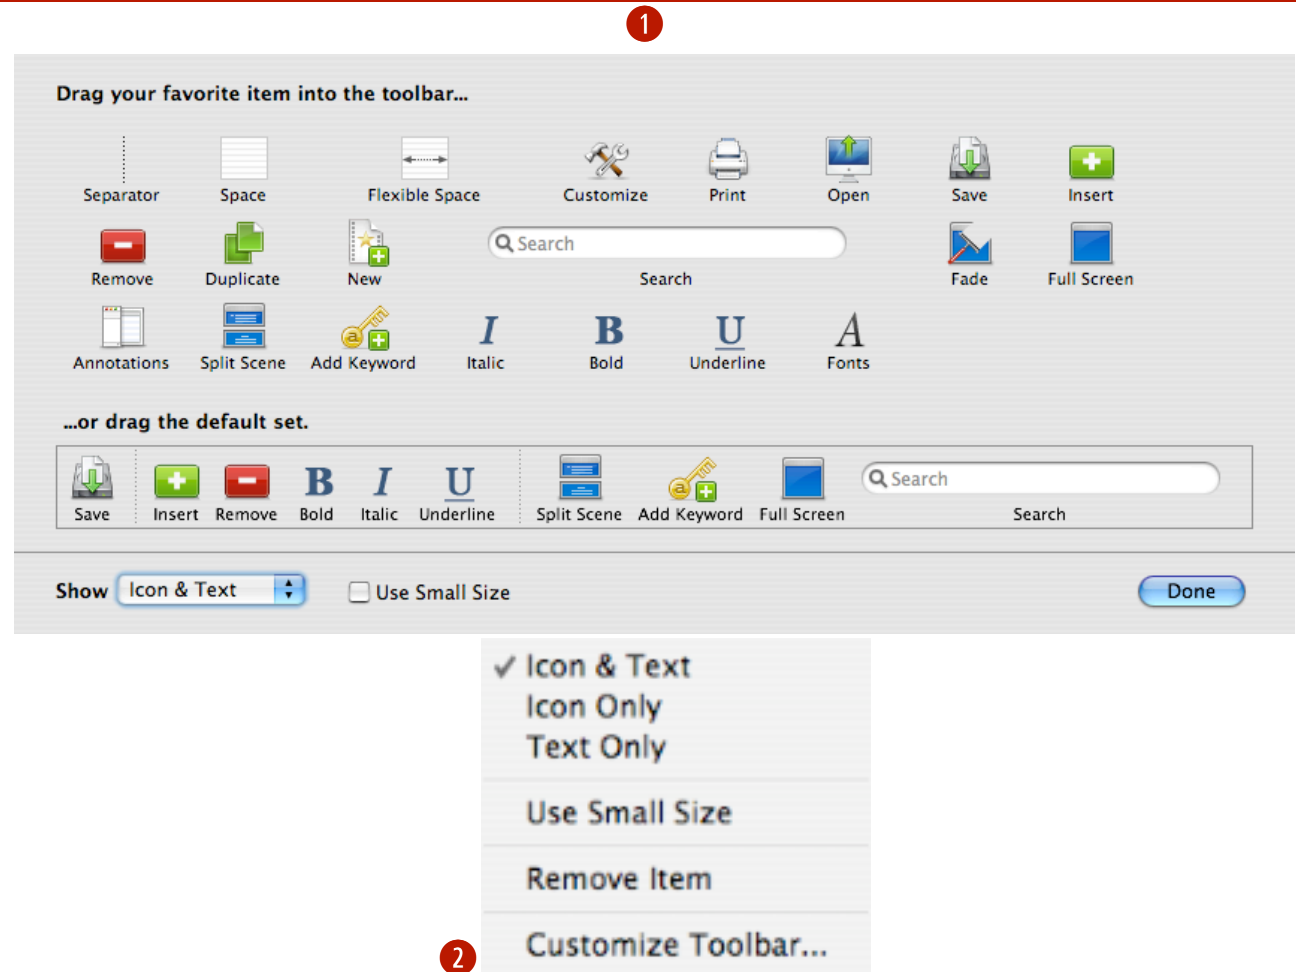 1
Drag your favorite item into the toolbar...
Separator Space Flexible Space Customize Print Open Save Insert
Search
Remove Duplicate New Search Fade Full Screen
a
I B U A
Annotations Split Scene Add Keyword Italic Bold Underline Fonts
...or drag the default set.
B I U a Search
Save Insert Remove Bold Italic Underline Split Scene Add Keyword Full Screen Search
Show Icon & Text Use Small Size Done
Icon & Text
Icon Only
Text Only
Use Small Size
Remove Item
Customize Toolbar...
2